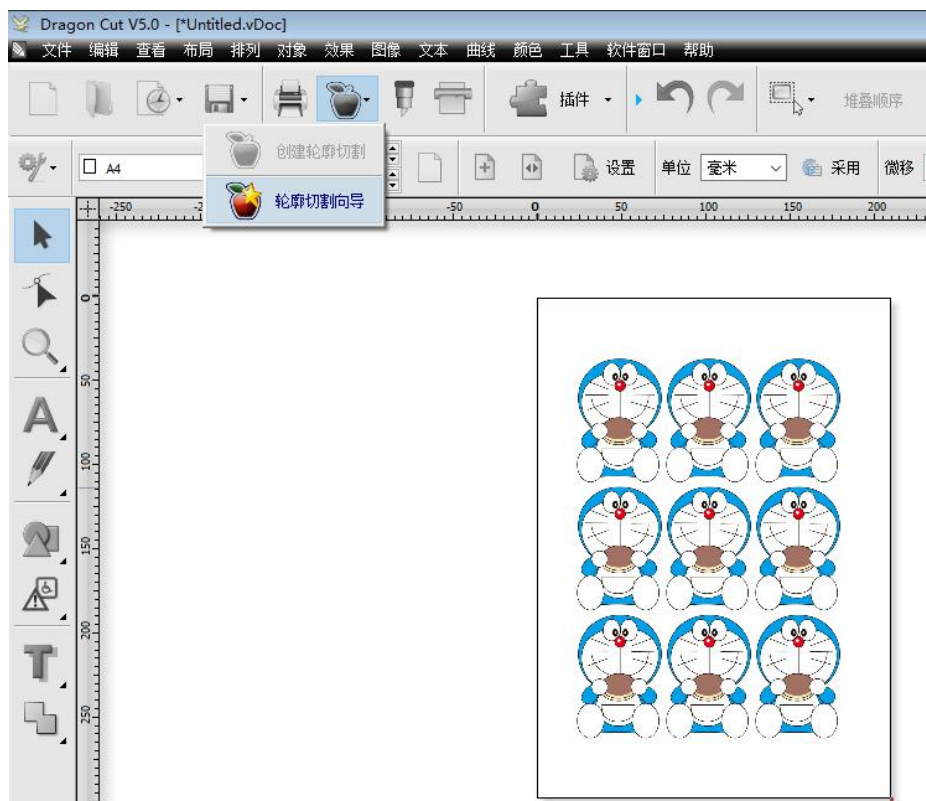 Dragon Cut V5.0 - [*Untitled.vDoc]
文件 编辑 查看 布局 排列 对象 效果 图像 文本 曲线 颜色 工具 软件窗口 帮助
插件 堆叠顺序
创建轮廓切割
A4 设置 单位 毫米 采用 微移
轮廓切割向导
-250 -2 -50 0 50 100 150 200
0
50
100
150
200
250